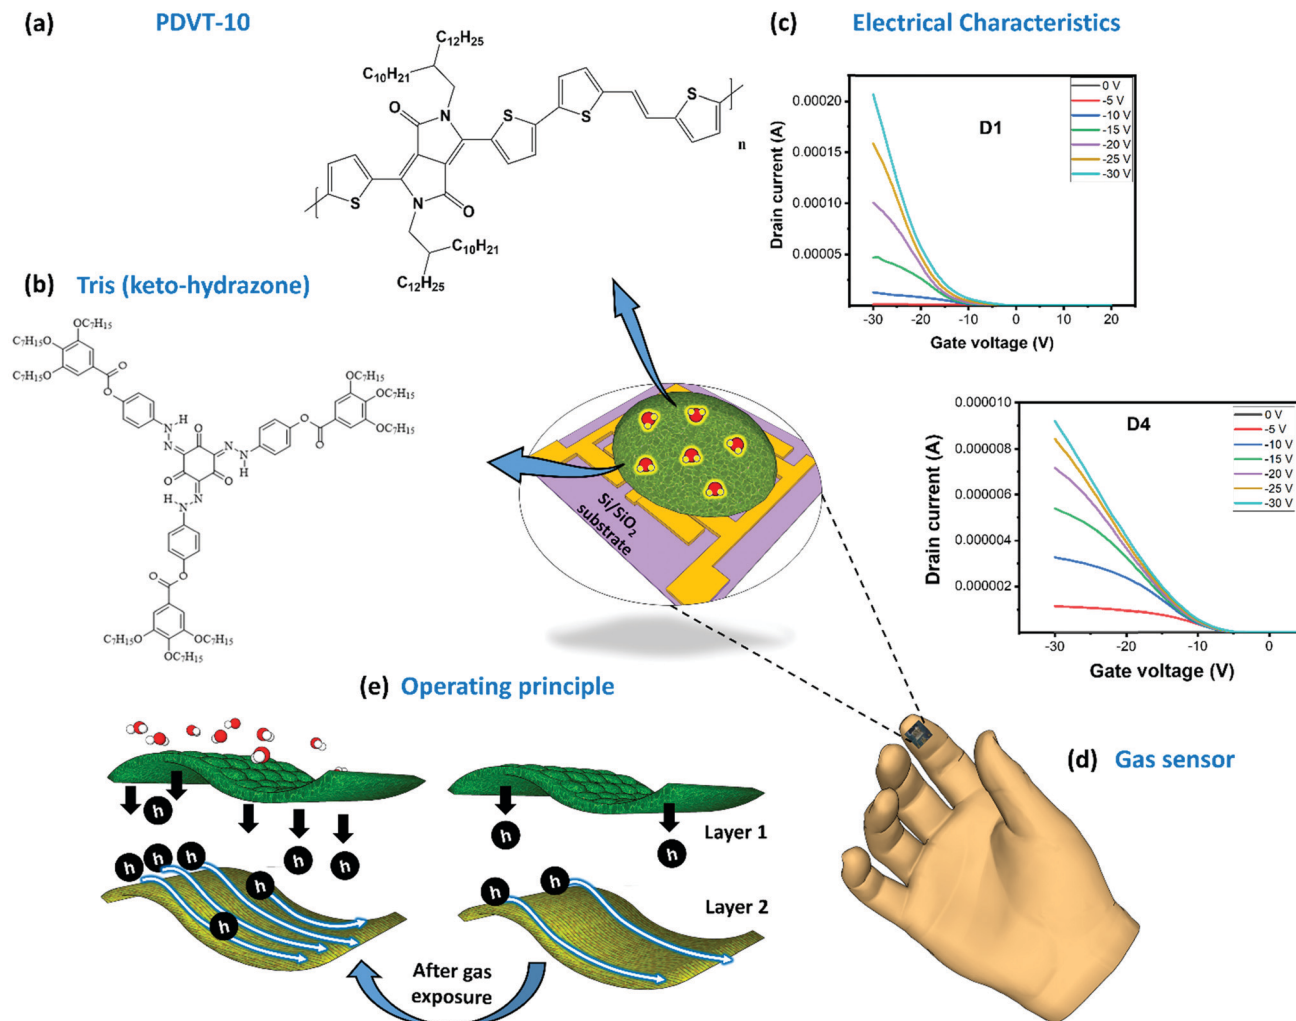 (a) PDVT-10
C12H25
C10H21
O
N
S
S
S
n
S
N
O
C10H21
C12H25
(b) Tris (keto-hydrazone)
OC7H15
C7H15O
C7H15O
O
O
H
N
N
O
O
O
N
N
H
O
O
OC7H15
OC7H15
OC7H15
H
N
N
O
O
C7H15O
OC7H15
OC7H15
(c) Electrical Characteristics
D1
0 V
-5 V
-10 V
-15 V
-20 V
-25 V
-30 V
Drain current (A)
0.00020
0.00015
0.00010
0.00005
-30 -20 -10 0 10 20
Gate voltage (V)
D4
0 V
-5 V
-10 V
-15 V
-20 V
-25 V
-30 V
Drain current (A)
0.000010
0.000008
0.000006
0.000004
0.000002
-30 -20 -10 0
Gate voltage (V)
Si/SiO2
substrate
(d) Gas sensor
(e) Operating principle
h
h
h
h
h
h
Layer 1
h h h
h
h
h
h
Layer 2
After gas
exposure